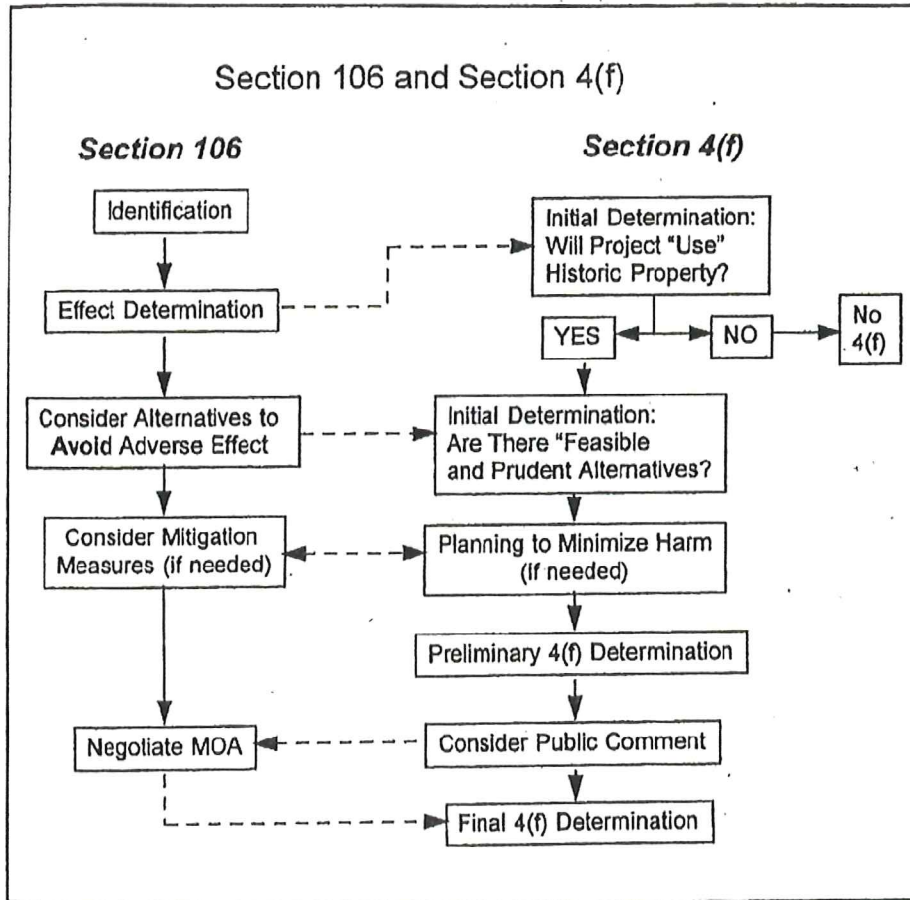 Section 106 and Section 4(f)
Section 106
Identification
Effect Determination
Consider Alternatives to
Avoid Adverse Effect
Consider Mitigation
Measures (if needed)
Negotiate MOA
Section 4(f)
Initial Determination:
Will Project "Use"
Historic Property?
YES
NO
No
4(f)
Initial Determination:
Are There "Feasible
and Prudent Alternatives?
Planning to Minimize Harm
(if needed)
Preliminary 4(f) Determination
Consider Public Comment
Final 4(f) Determination